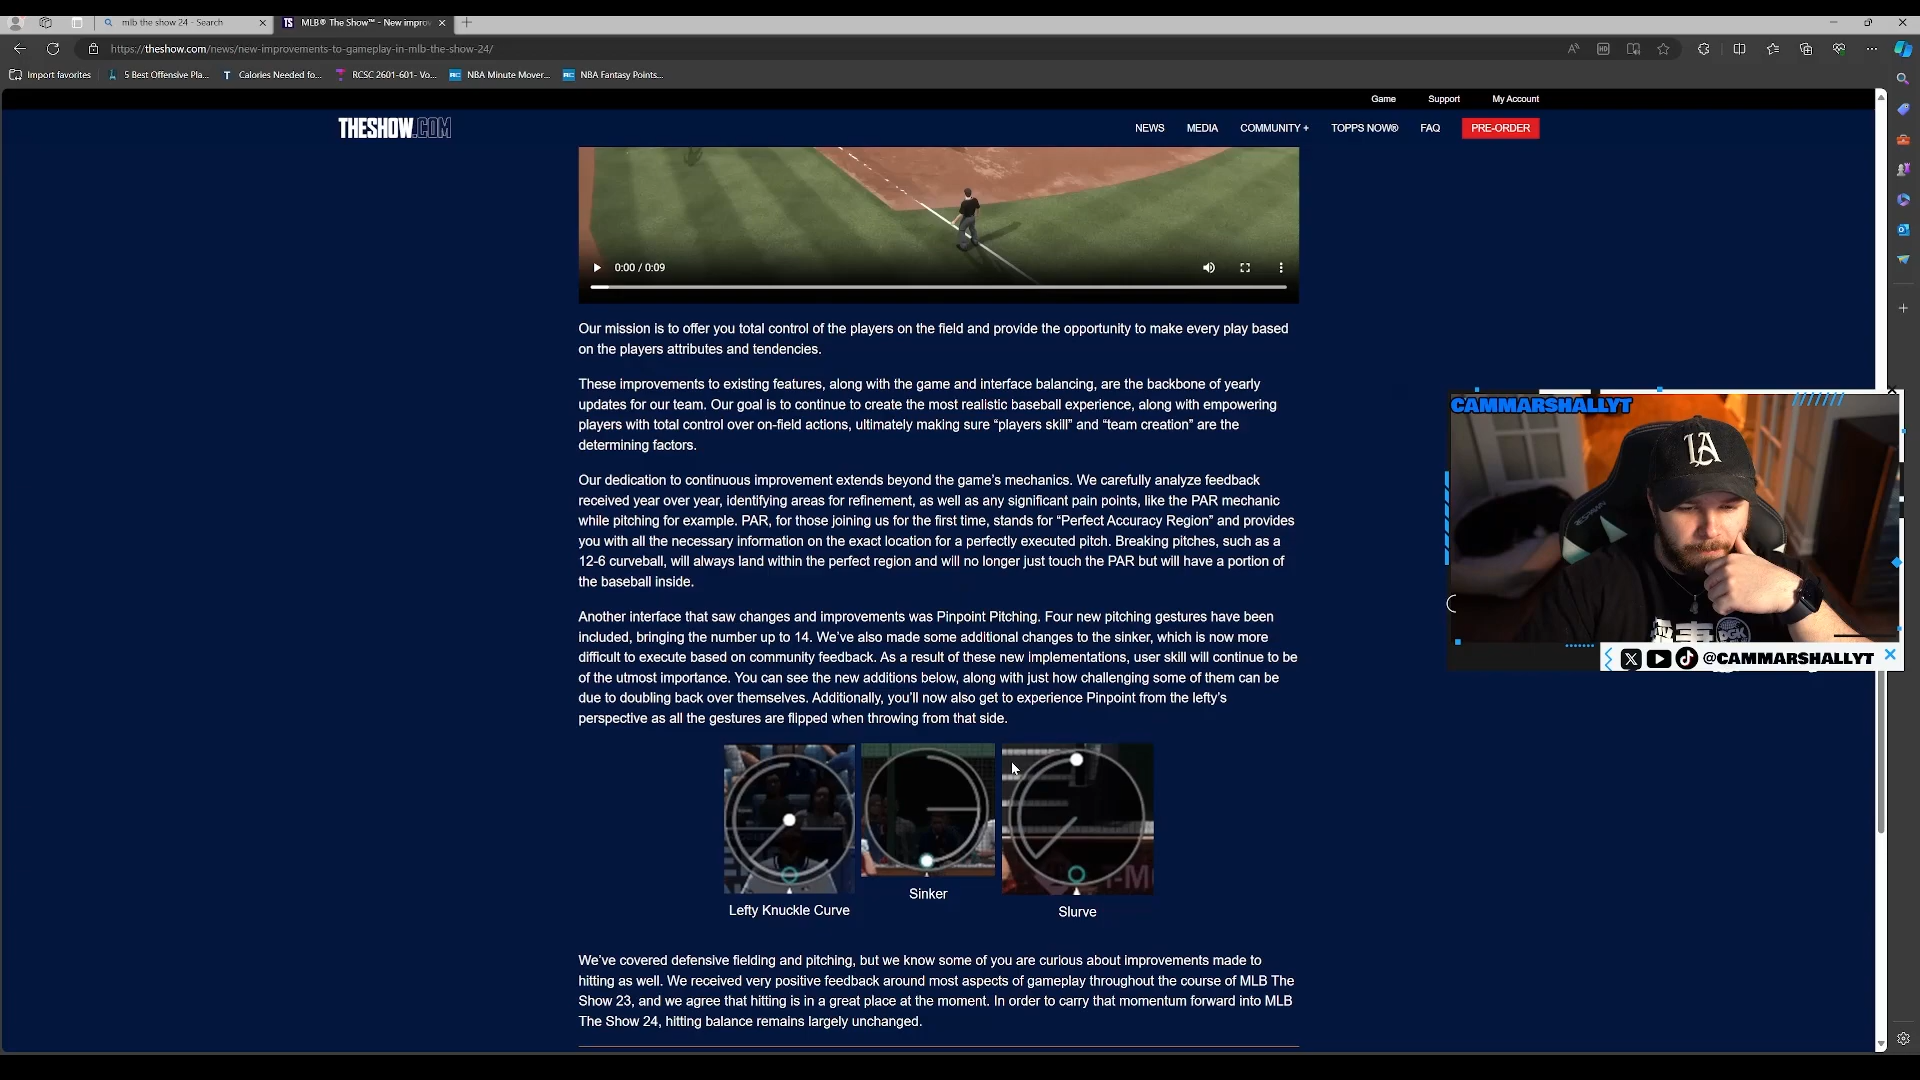 mlb the show 24 - Search
TS MLB® The Show™ - New improv
https://theshow.com/news/new-improvements-to-gameplay-in-mlb-the-show-24/
Import favorites
5 Best Offensive Pla...
T Calories Needed fo...
RCSC 2601-601- Vo...
RC NBA Minute Mover...
RC NBA Fantasy Points...
Game Support My Account
THESHOW.COM
NEWS MEDIA COMMUNITY + TOPPS NOW® FAQ PRE-ORDER
0:00 / 0:09
Our mission is to offer you total control of the players on the field and provide the opportunity to make every play based
on the players attributes and tendencies.
These improvements to existing features, along with the game and interface balancing, are the backbone of yearly
updates for our team. Our goal is to continue to create the most realistic baseball experience, along with empowering
players with total control over on-field actions, ultimately making sure “players skill” and “team creation” are the
determining factors.
Our dedication to continuous improvement extends beyond the game’s mechanics. We carefully analyze feedback
received year over year, identifying areas for refinement, as well as any significant pain points, like the PAR mechanic
while pitching for example. PAR, for those joining us for the first time, stands for “Perfect Accuracy Region” and provides
you with all the necessary information on the exact location for a perfectly executed pitch. Breaking pitches, such as a
12-6 curveball, will always land within the perfect region and will no longer just touch the PAR but will have a portion of
the baseball inside.
Another interface that saw changes and improvements was Pinpoint Pitching. Four new pitching gestures have been
included, bringing the number up to 14. We’ve also made some additional changes to the sinker, which is now more
difficult to execute based on community feedback. As a result of these new implementations, user skill will continue to be
of the utmost importance. You can see the new additions below, along with just how challenging some of them can be
due to doubling back over themselves. Additionally, you’ll now also get to experience Pinpoint from the lefty’s
perspective as all the gestures are flipped when throwing from that side.
Lefty Knuckle Curve
Sinker
Slurve
We’ve covered defensive fielding and pitching, but we know some of you are curious about improvements made to
hitting as well. We received very positive feedback around most aspects of gameplay throughout the course of MLB The
Show 23, and we agree that hitting is in a great place at the moment. In order to carry that momentum forward into MLB
The Show 24, hitting balance remains largely unchanged.
CAMMARSHALLYT
LA
DGK
@CAMMARSHALLYT